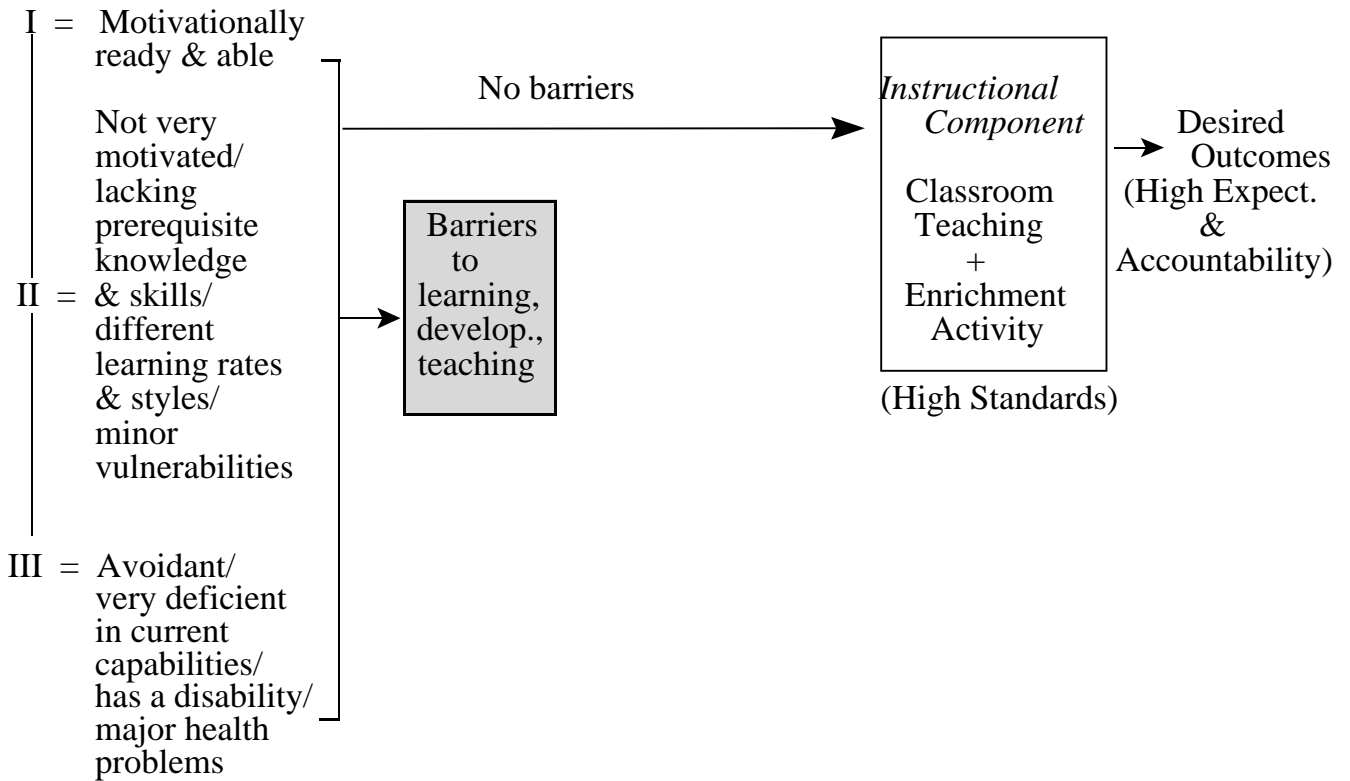 I = Motivationally
ready & able
Not very
motivated/
lacking
prerequisite
knowledge
II = & skills/
different
learning rates
& styles/
minor
vulnerabilities
III = Avoidant/
very deficient
in current
capabilities/
has a disability/
major health
problems
No barriers
Barriers
to
learning,
develop.,
teaching
Instructional
Component
Classroom
Teaching
+
Enrichment
Activity
(High Standards)
Desired
Outcomes
(High Expect.
&
Accountability)